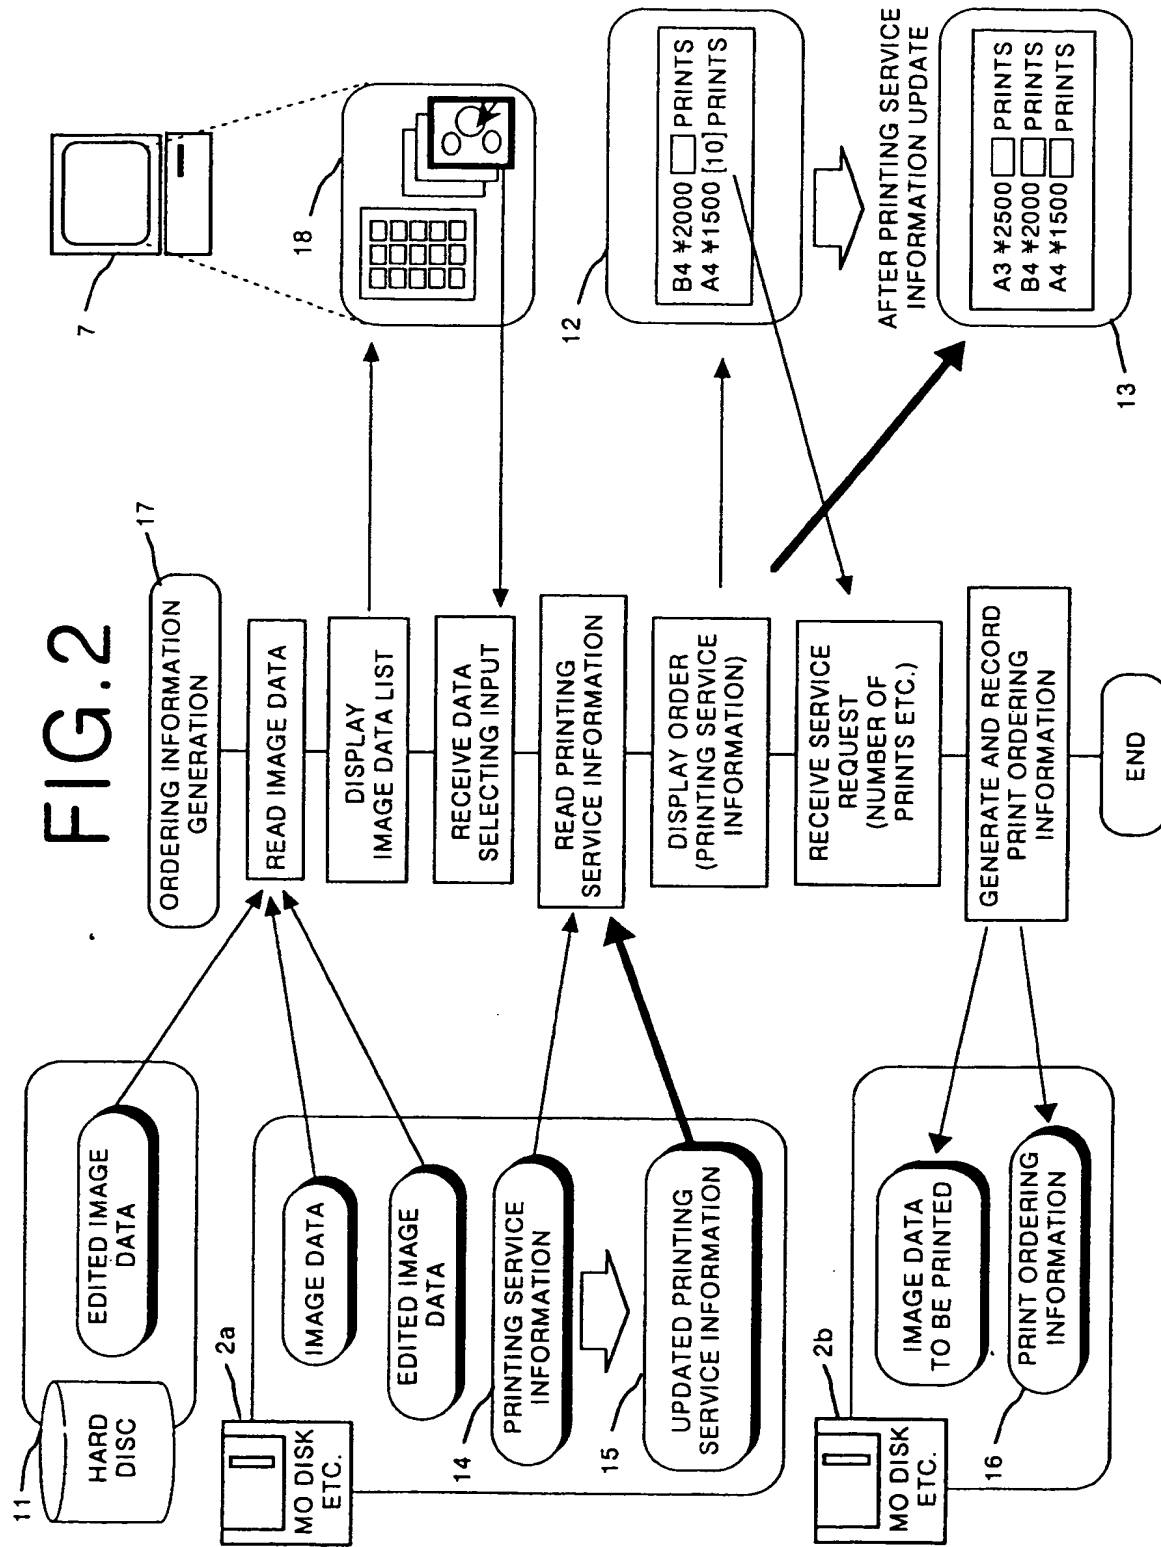 FIG.2
ORDERING INFORMATION
GENERATION
17
READ IMAGE DATA
DISPLAY
IMAGE DATA LIST
RECEIVE DATA
SELECTING INPUT
READ PRINTING
SERVICE INFORMATION
DISPLAY ORDER
(PRINTING SERVICE
INFORMATION)
RECEIVE SERVICE
REQUEST
(NUMBER OF
PRINTS ETC.)
GENERATE AND RECORD
PRINT ORDERING
INFORMATION
END
11
HARD
DISC
EDITED IMAGE
DATA
2a
MO DISK
ETC.
IMAGE DATA
EDITED IMAGE
DATA
14
PRINTING SERVICE
INFORMATION
15
UPDATED PRINTING
SERVICE INFORMATION
2b
MO DISK
ETC.
IMAGE DATA
TO BE PRINTED
16
PRINT ORDERING
INFORMATION
7
18
12
B4 ¥2000 PRINTS
A4 ¥1500 [10] PRINTS
AFTER PRINTING SERVICE
INFORMATION UPDATE
13
A3 ¥2500 PRINTS
B4 ¥2000 PRINTS
A4 ¥1500 PRINTS